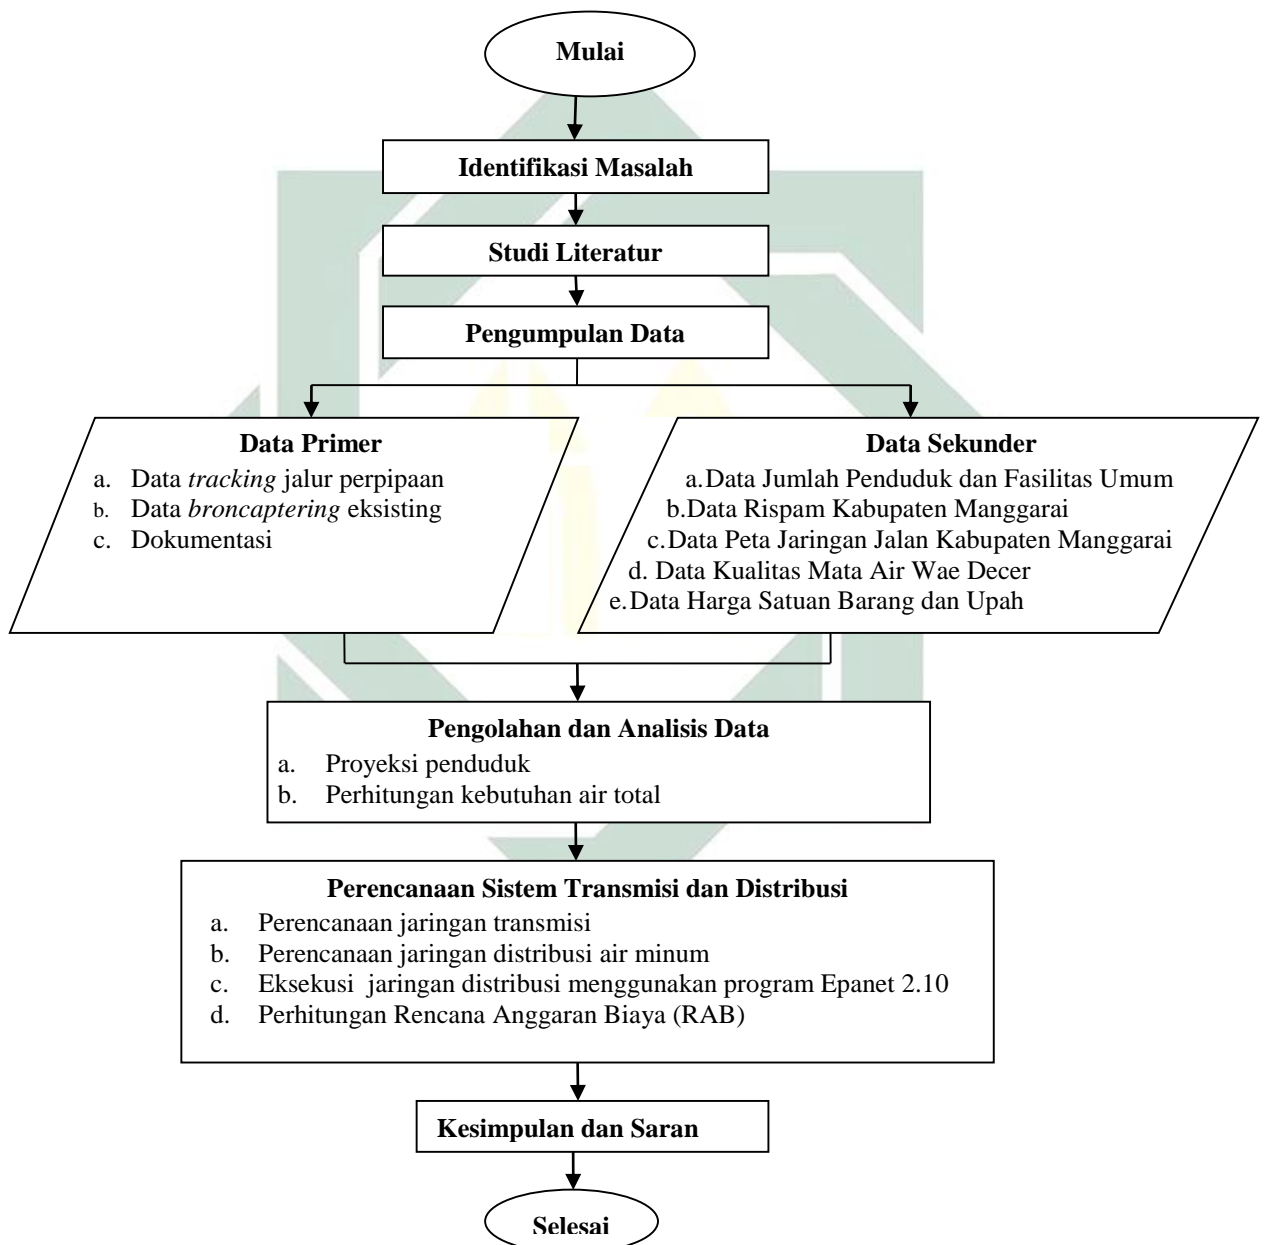 Mulai
Identifikasi Masalah
Studi Literatur
Pengumpulan Data
Data Primer
a. Data tracking jalur perpipaan
b. Data broncaptering eksisting
c. Dokumentasi
Data Sekunder
a.Data Jumlah Penduduk dan Fasilitas Umum
b.Data Rispam Kabupaten Manggarai
c.Data Peta Jaringan Jalan Kabupaten Manggarai
d. Data Kualitas Mata Air Wae Decer
e.Data Harga Satuan Barang dan Upah
Pengolahan dan Analisis Data
a. Proyeksi penduduk
b. Perhitungan kebutuhan air total
Perencanaan Sistem Transmisi dan Distribusi
a. Perencanaan jaringan transmisi
b. Perencanaan jaringan distribusi air minum
c. Eksekusi jaringan distribusi menggunakan program Epanet 2.10
d. Perhitungan Rencana Anggaran Biaya (RAB)
Kesimpulan dan Saran
Selesai